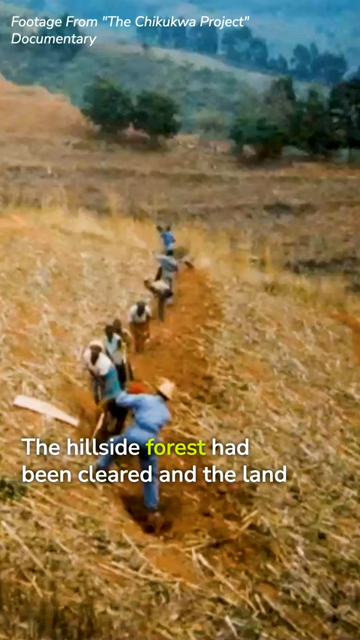 Footage From "The Chikukwa Project"
Documentary
The hillside forest had
been cleared and the land